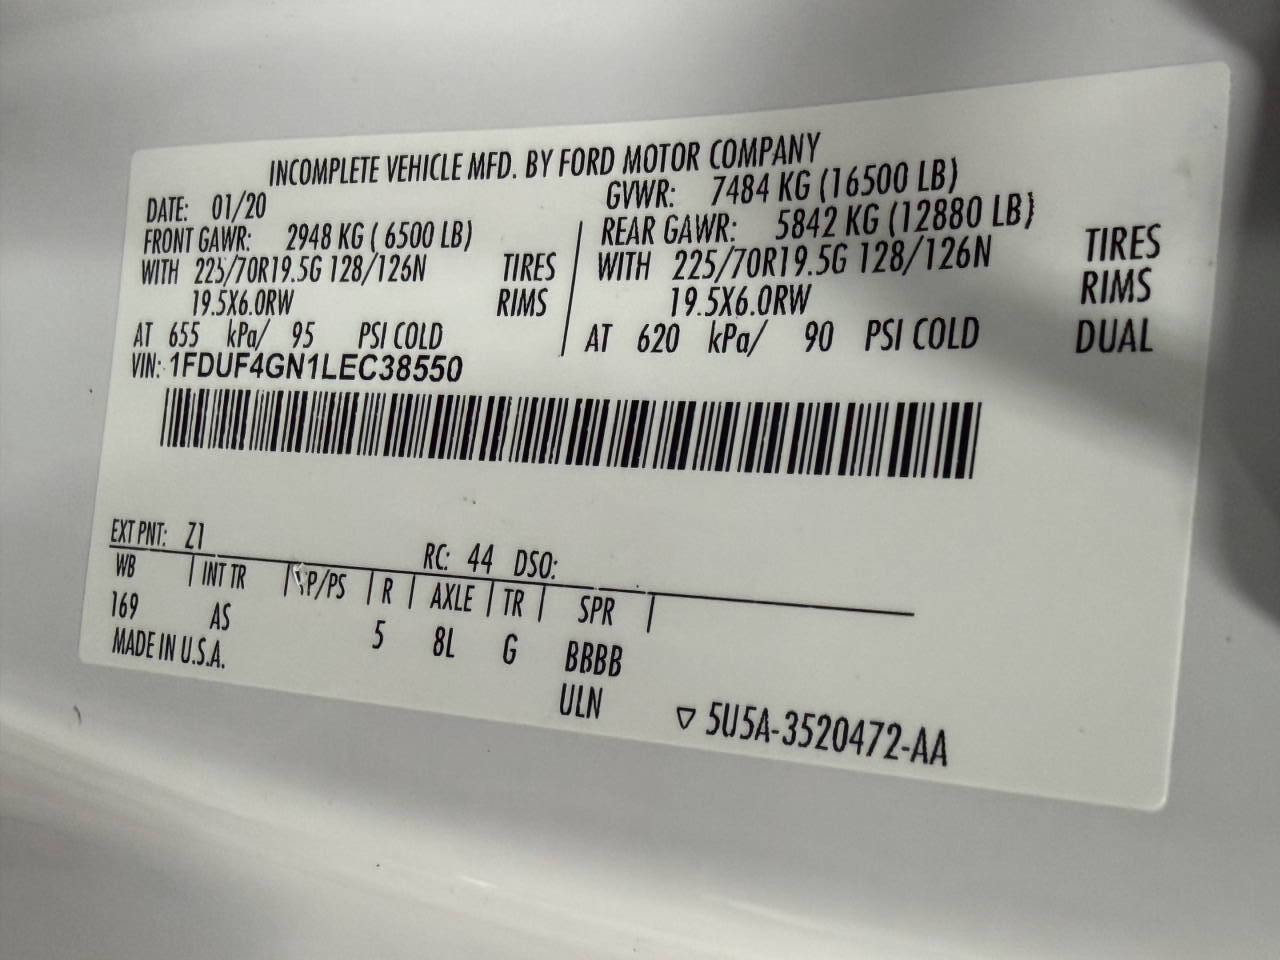 INCOMPLETE VEHICLE MFD. BY FORD MOTOR COMPANY
DATE: 01/20 GVWR: 7484 KG (16500 LB)
FRONT GAWR: 2948 KG ( 6500 LB) REAR GAWR: 5842 KG (12880 LB)
WITH 225/70R19.5G 128/126N TIRES WITH 225/70R19.5G 128/126N TIRES
19.5X6.0RW RIMS 19.5X6.0RW RIMS
AT 655 kPa/ 95 PSI COLD AT 620 kPa/ 90 PSI COLD DUAL
VIN: 1FDUF4GN1LEC38550
EXT PNT: Z1 RC: 44 DSO:
WB | INT TR | TP/PS | R | AXLE | TR | SPR |
169 AS 5 8L G BBBB
MADE IN U.S.A. ULN
▽ 5U5A-3520472-AA